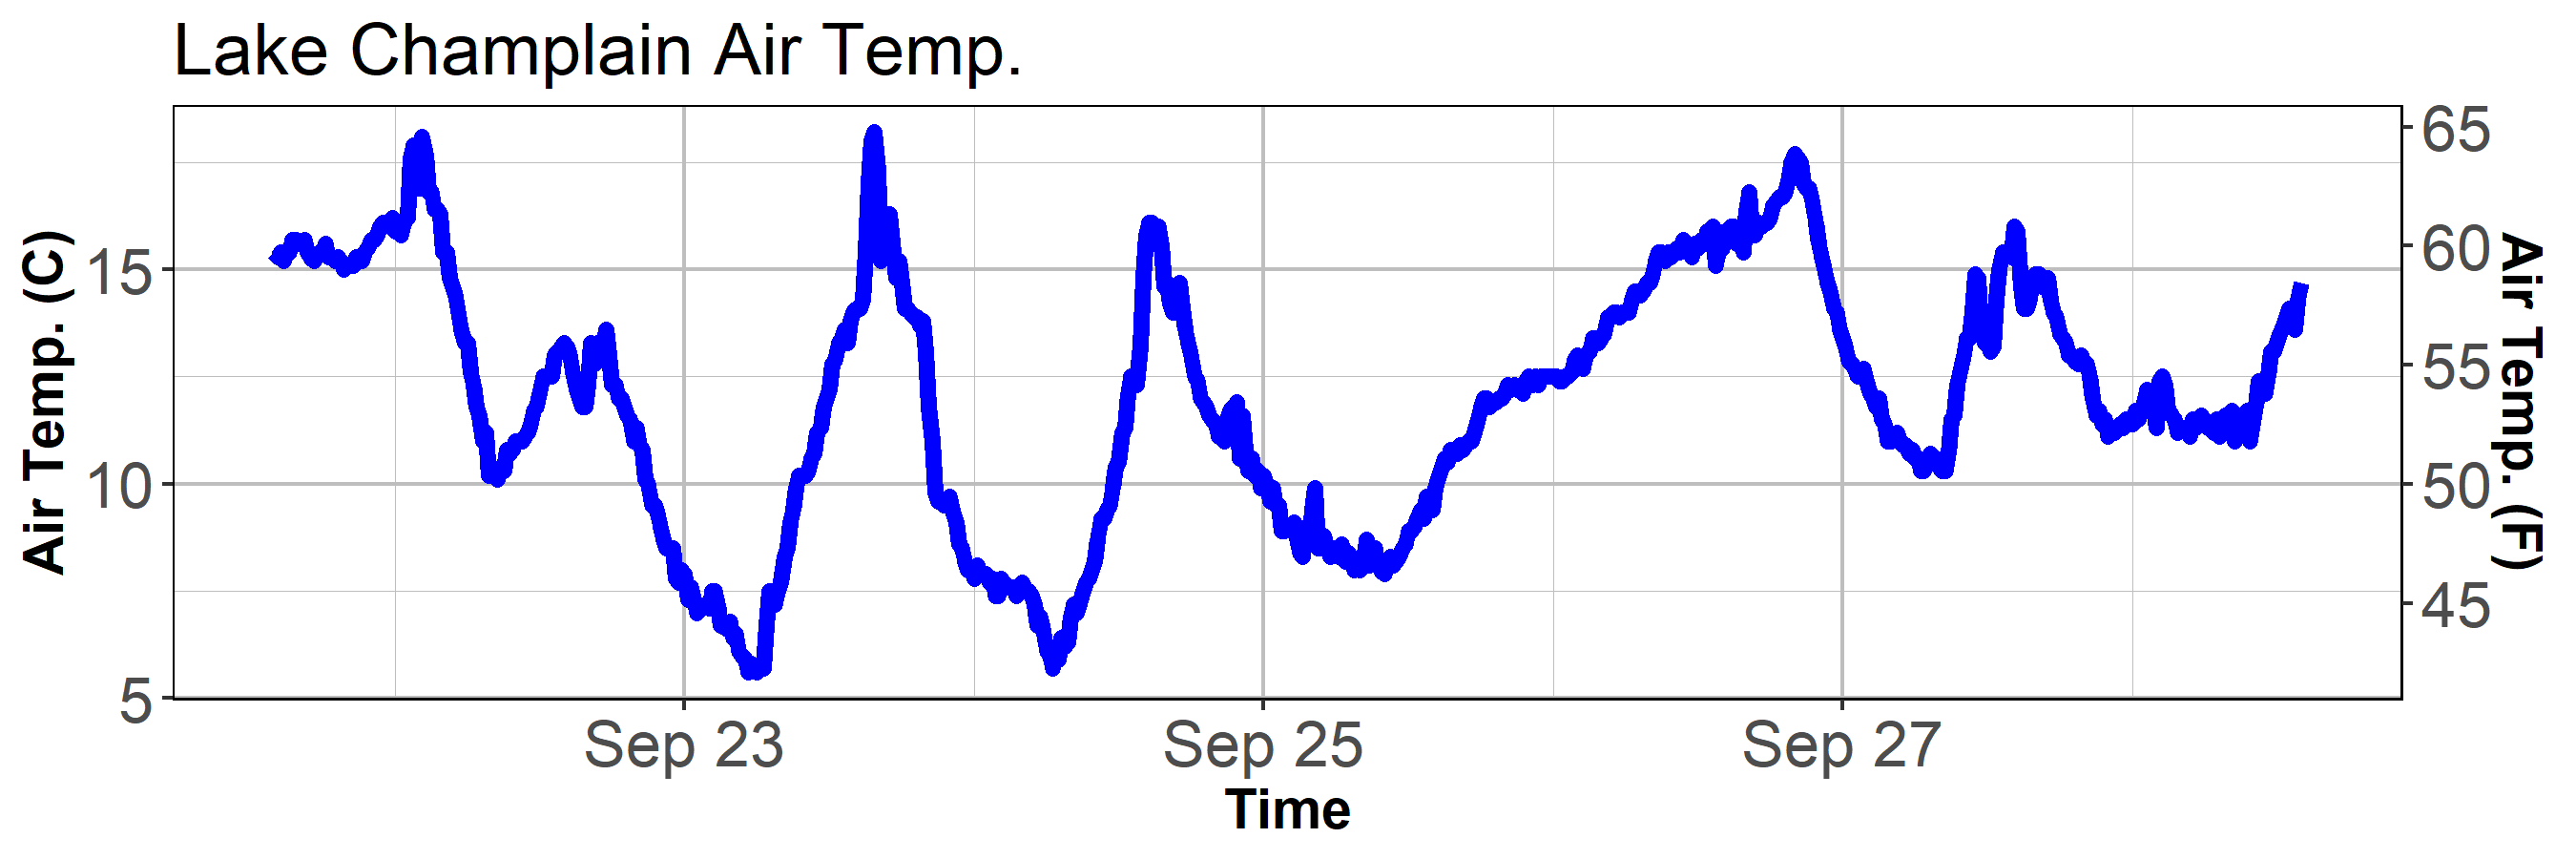 Lake Champlain Air Temp.
Air Temp. (C)
15
10
5
65
60
55
50
45
Air Temp. (F)
Sep 23
Sep 25
Sep 27
Time